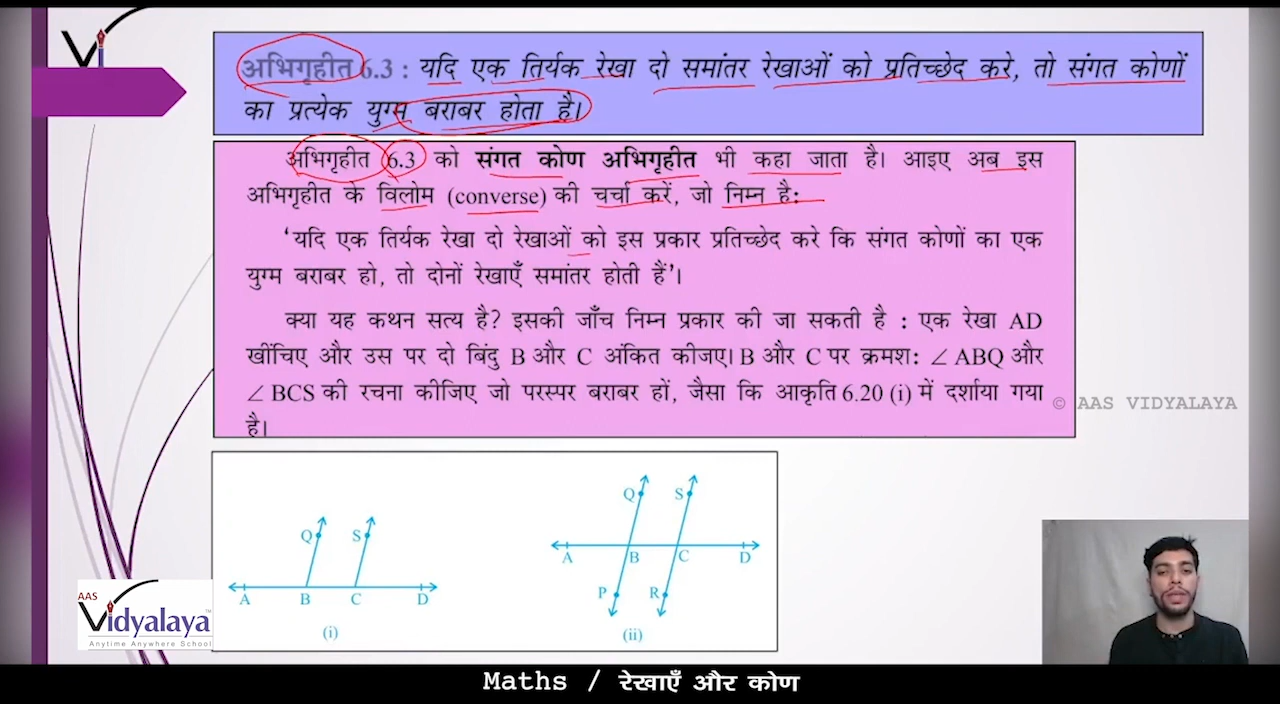 अभिगृहीत 6.3 : यदि एक तिर्यक रेखा दो समांतर रेखाओं को प्रतिच्छेद करे, तो संगत कोणों
का प्रत्येक युग्म बराबर होता है।
अभिगृहीत 6.3 को संगत कोण अभिगृहीत भी कहा जाता है। आइए अब इस
अभिगृहीत के विलोम (converse) की चर्चा करें, जो निम्न है:
'यदि एक तिर्यक रेखा दो रेखाओं को इस प्रकार प्रतिच्छेद करे कि संगत कोणों का एक
युग्म बराबर हो, तो दोनों रेखाएँ समांतर होती हैं'।
क्या यह कथन सत्य है? इसकी जाँच निम्न प्रकार की जा सकती है : एक रेखा AD
खींचिए और उस पर दो बिंदु B और C अंकित कीजए। B और C पर क्रमश: ∠ ABQ और
∠ BCS की रचना कीजिए जो परस्पर बराबर हों, जैसा कि आकृति 6.20 (i) में दर्शाया गया
है।
© AAS VIDYALAYA
Q S
A B C D
(i)
Q S
A B C D
P R
(ii)
AAS
Vidyalaya
Anytime Anywhere School
Maths / रेखाएँ और कोण